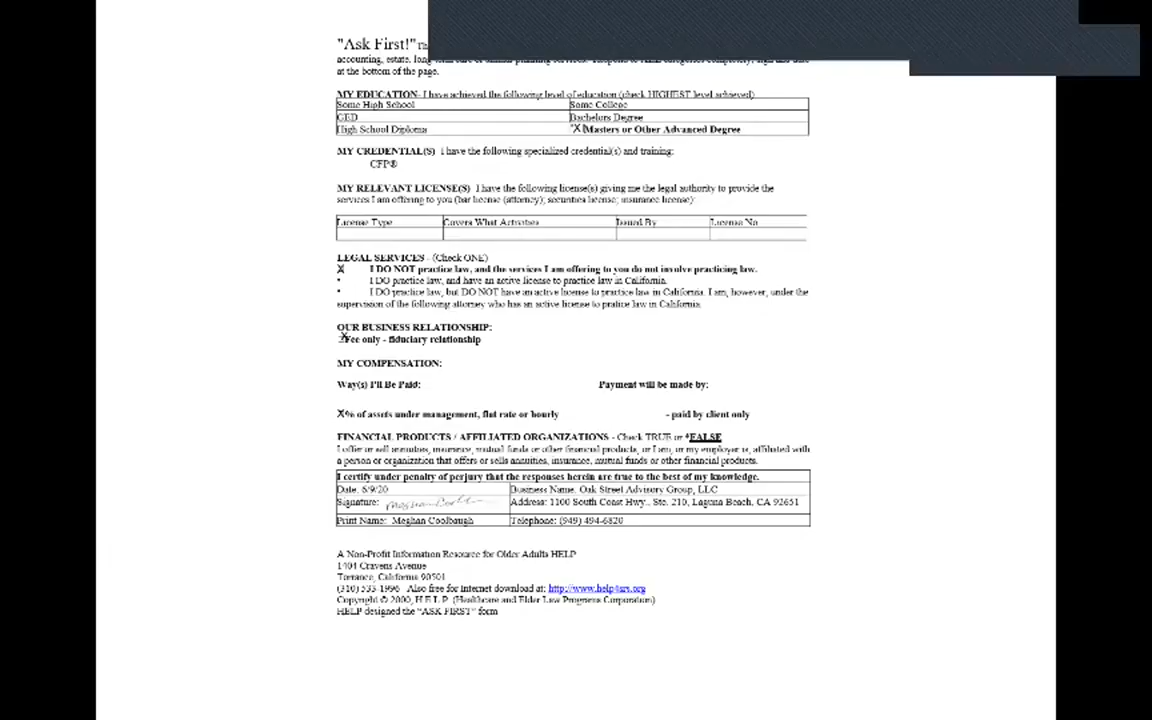 "Ask First!"
accounting, estate, long
at the bottom of the page.
MY EDUCATION- I have achieved the following level of education (check HIGHEST level achieved)
Some High School Some College
GED Bachelors Degree
High School Diploma "X Masters or Other Advanced Degree
MY CREDENTIAL(S) I have the following specialized credential(s) and training:
CFP®
MY RELEVANT LICENSE(S) I have the following license(s) giving me the legal authority to provide the
services I am offering to you (bar license (attorney); securities license; insurance license):
License Type Covers What Activities Issued By License No
LEGAL SERVICES - (Check ONE)
X I DO NOT practice law, and the services I am offering to you do not involve practicing law.
• I DO practice law, and have an active license to practice law in California.
• I DO practice law, but DO NOT have an active license to practice law in California. I am, however, under the
supervision of the following attorney who has an active license to pratice law in California.
OUR BUSINESS RELATIONSHIP:
X Fee only - fiduciary relationship
MY COMPENSATION:
Way(s) I'll Be Paid: Payment will be made by:
X% of assets under management, flat rate or hourly - paid by client only
FINANCIAL PRODUCTS / AFFILIATED ORGANIZATIONS - Check TRUE or *FALSE
I offer or sell annuities, insurance, mutual funds or other financial products, or I am, or my employer is, affiliated with
a person or organization that offers or sells annuities, insurance, mutual funds or other financial products.
I certify under penalty of perjury that the responses herein are true to the best of my knowledge.
Date: 6/9/20 Business Name: Oak Street Advisory Group, LLC
Signature: Address: 1100 South Coast Hwy., Ste. 210, Laguna Beach, CA 92651
Print Name: Meghan Coolbaugh Telephone: (949) 494-6820
A Non-Profit Information Resource for Older Adults HELP
1404 Cravens Avenue
Torrance, California 90501
(310) 533-1996 Also free for Internet download at: http://www.help4srs.org
Copyright © 2000, H E L P (Healthcare and Elder Law Programs Corporation)
HELP designed the "ASK FIRST" form